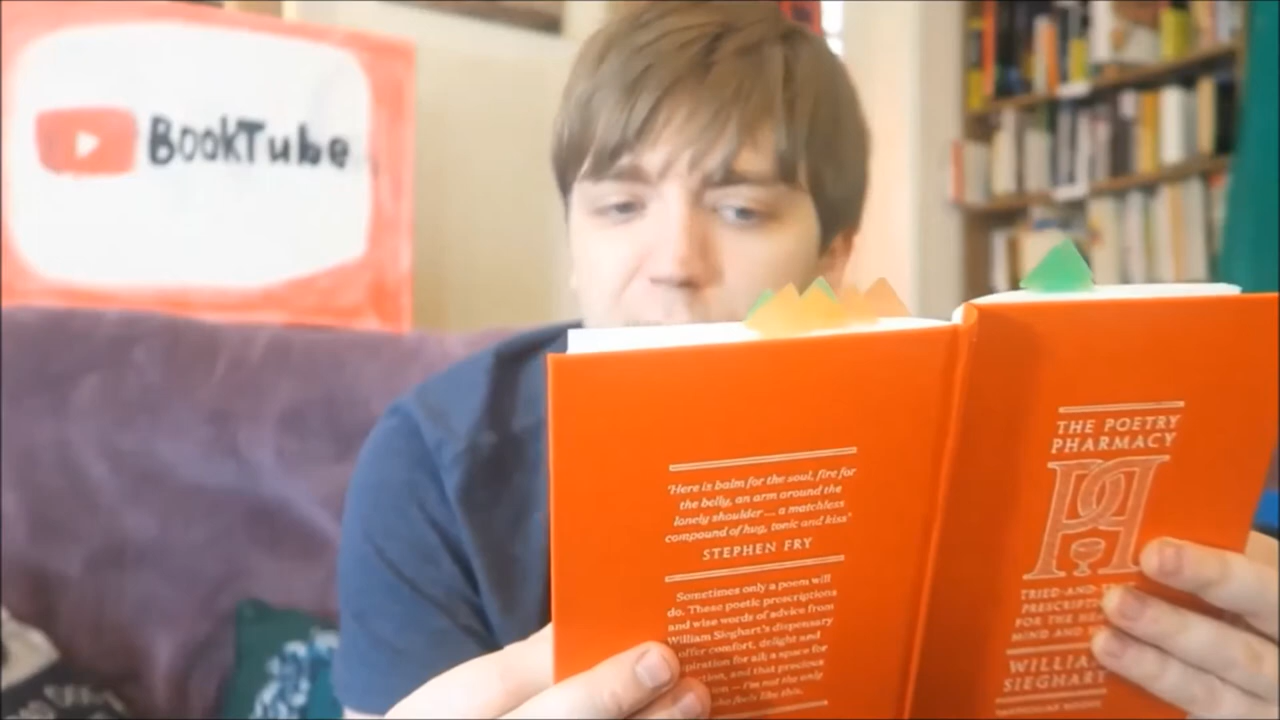 BookTube
'Here is balm for the soul, fire for
the belly, an arm around the
lonely shoulder ... a matchless
compound of hug, tonic and kiss'
STEPHEN FRY
Sometimes only a poem will
do. These poetic prescriptions
and wise words of advice from
William Sieghart's dispensary
offer comfort, delight and
for all; a space for
and that precious
– I'm not the only
who feels like this.
THE POETRY
PHARMACY
PP
TRIED-AND-
FOR THE
MIND AND
WILLIAM
SIEGHART